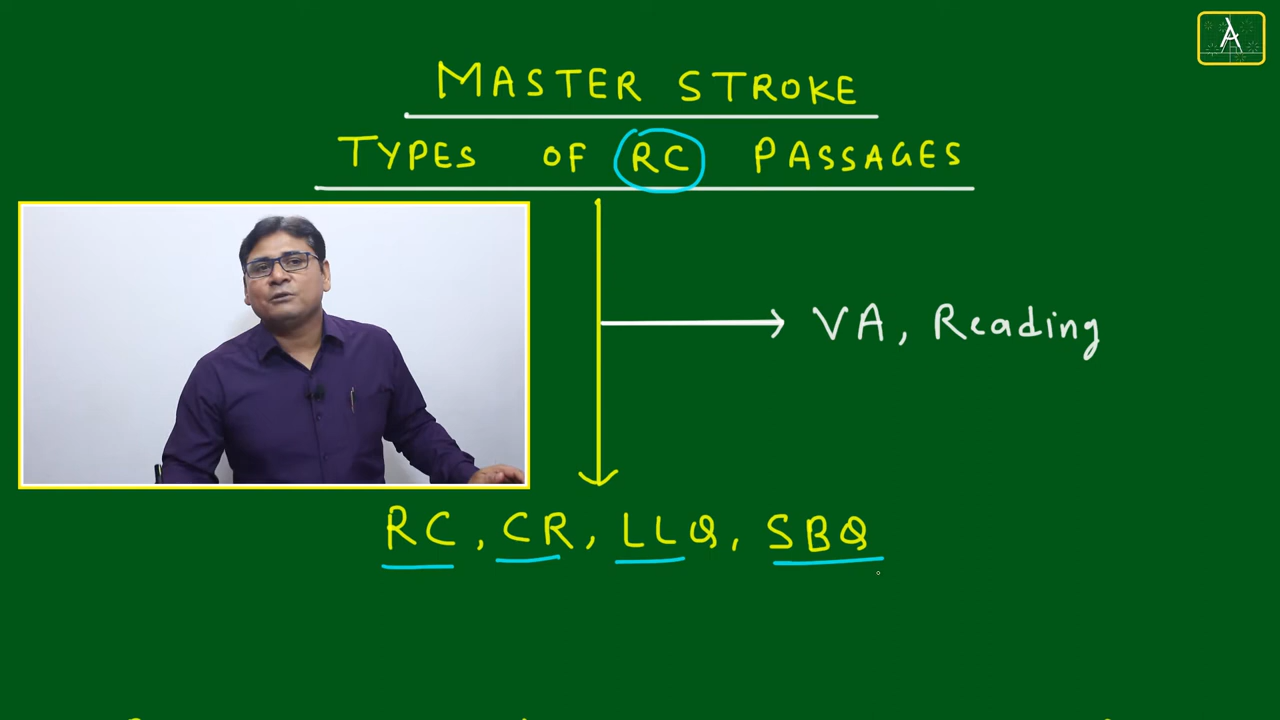 A
MASTER STROKE
TYPES OF RC PASSAGES
VA, Reading
RC, CR, LLQ, SBQ